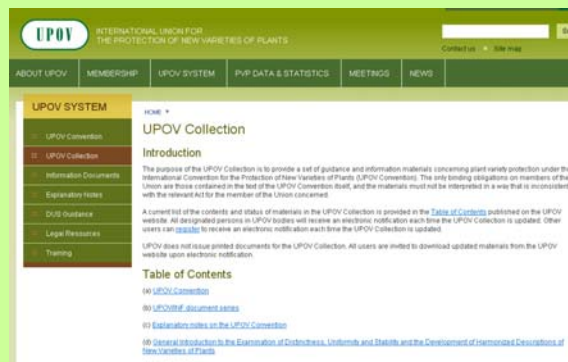 UPOV
INTERNATIONAL UNION FOR
THE PROTECTION OF NEW VARIETIES OF PLANTS
Contact us Site map
ABOUT UPOV MEMBERSHIP UPOV SYSTEM PVP DATA & STATISTICS MEETINGS NEWS
UPOV SYSTEM
UPOV Convention
UPOV Collection
Information Documents
Explanatory Notes
DUS Guidance
Legal Resources
Training
HOME
UPOV Collection
Introduction
The purpose of the UPOV Collection is to provide a set of guidance and information materials concerning plant variety protection under the
International Convention for the Protection of New Varieties of Plants (UPOV Convention). The only binding obligations on members of the
Union are those contained in the text of the UPOV Convention itself, and the materials must not be interpreted in a way that is inconsistent
with the relevant Act for the member of the Union concerned.
A current list of the contents and status of materials in the UPOV Collection is provided in the Table of Contents published on the UPOV
website. All designated persons in UPOV bodies will receive an electronic notification each time the UPOV Collection is updated. Other
users can register to receive an electronic notification each time the UPOV Collection is updated.
UPOV does not issue printed documents for the UPOV Collection. All users are invited to download updated materials from the UPOV
website upon electronic notification.
Table of Contents
(a) UPOV Convention
(b) UPOV/INF document series
(c) Explanatory notes on the UPOV Convention
(d) General Introduction to the Examination of Distinctness, Uniformity and Stability and the Development of Harmonized Descriptions of
New Varieties of Plants